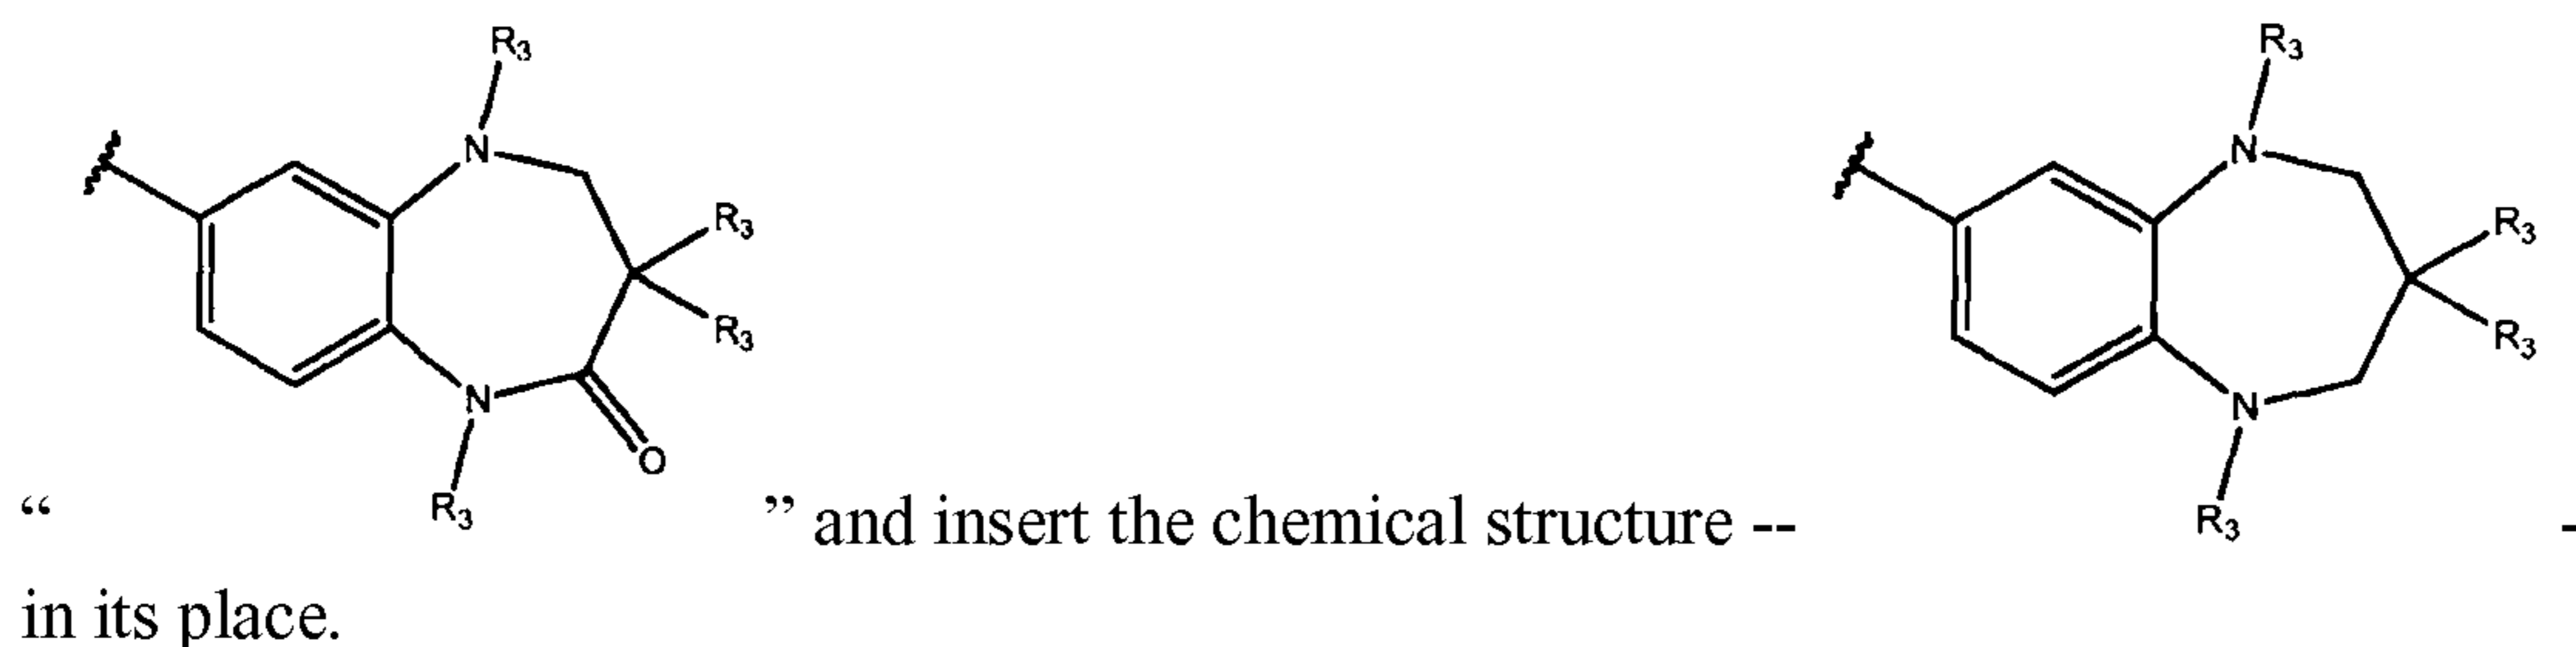 R3 R3
N N
R3 R3
R3 R3
N N
O
“ R3 ” and insert the chemical structure -- R3 -
in its place.